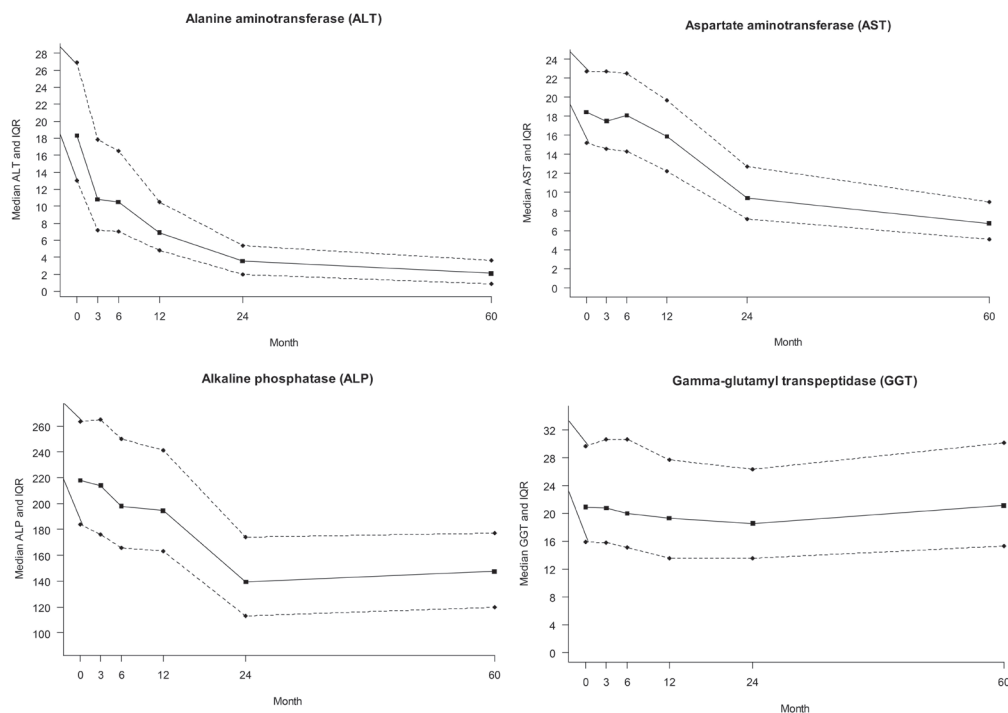 Alanine aminotransferase (ALT)
Median ALT and IQR
28
26
24
22
20
18
16
14
12
10
8
6
4
2
0
0 3 6 12 24 60
Month
Aspartate aminotransferase (AST)
Median AST and IQR
24
22
20
18
16
14
12
10
8
6
4
2
0
0 3 6 12 24 60
Month
Alkaline phosphatase (ALP)
Median ALP and IQR
260
240
220
200
180
160
140
120
100
0 3 6 12 24 60
Month
Gamma-glutamyl transpeptidase (GGT)
Median GGT and IQR
32
28
24
20
16
12
8
4
0
0 3 6 12 24 60
Month